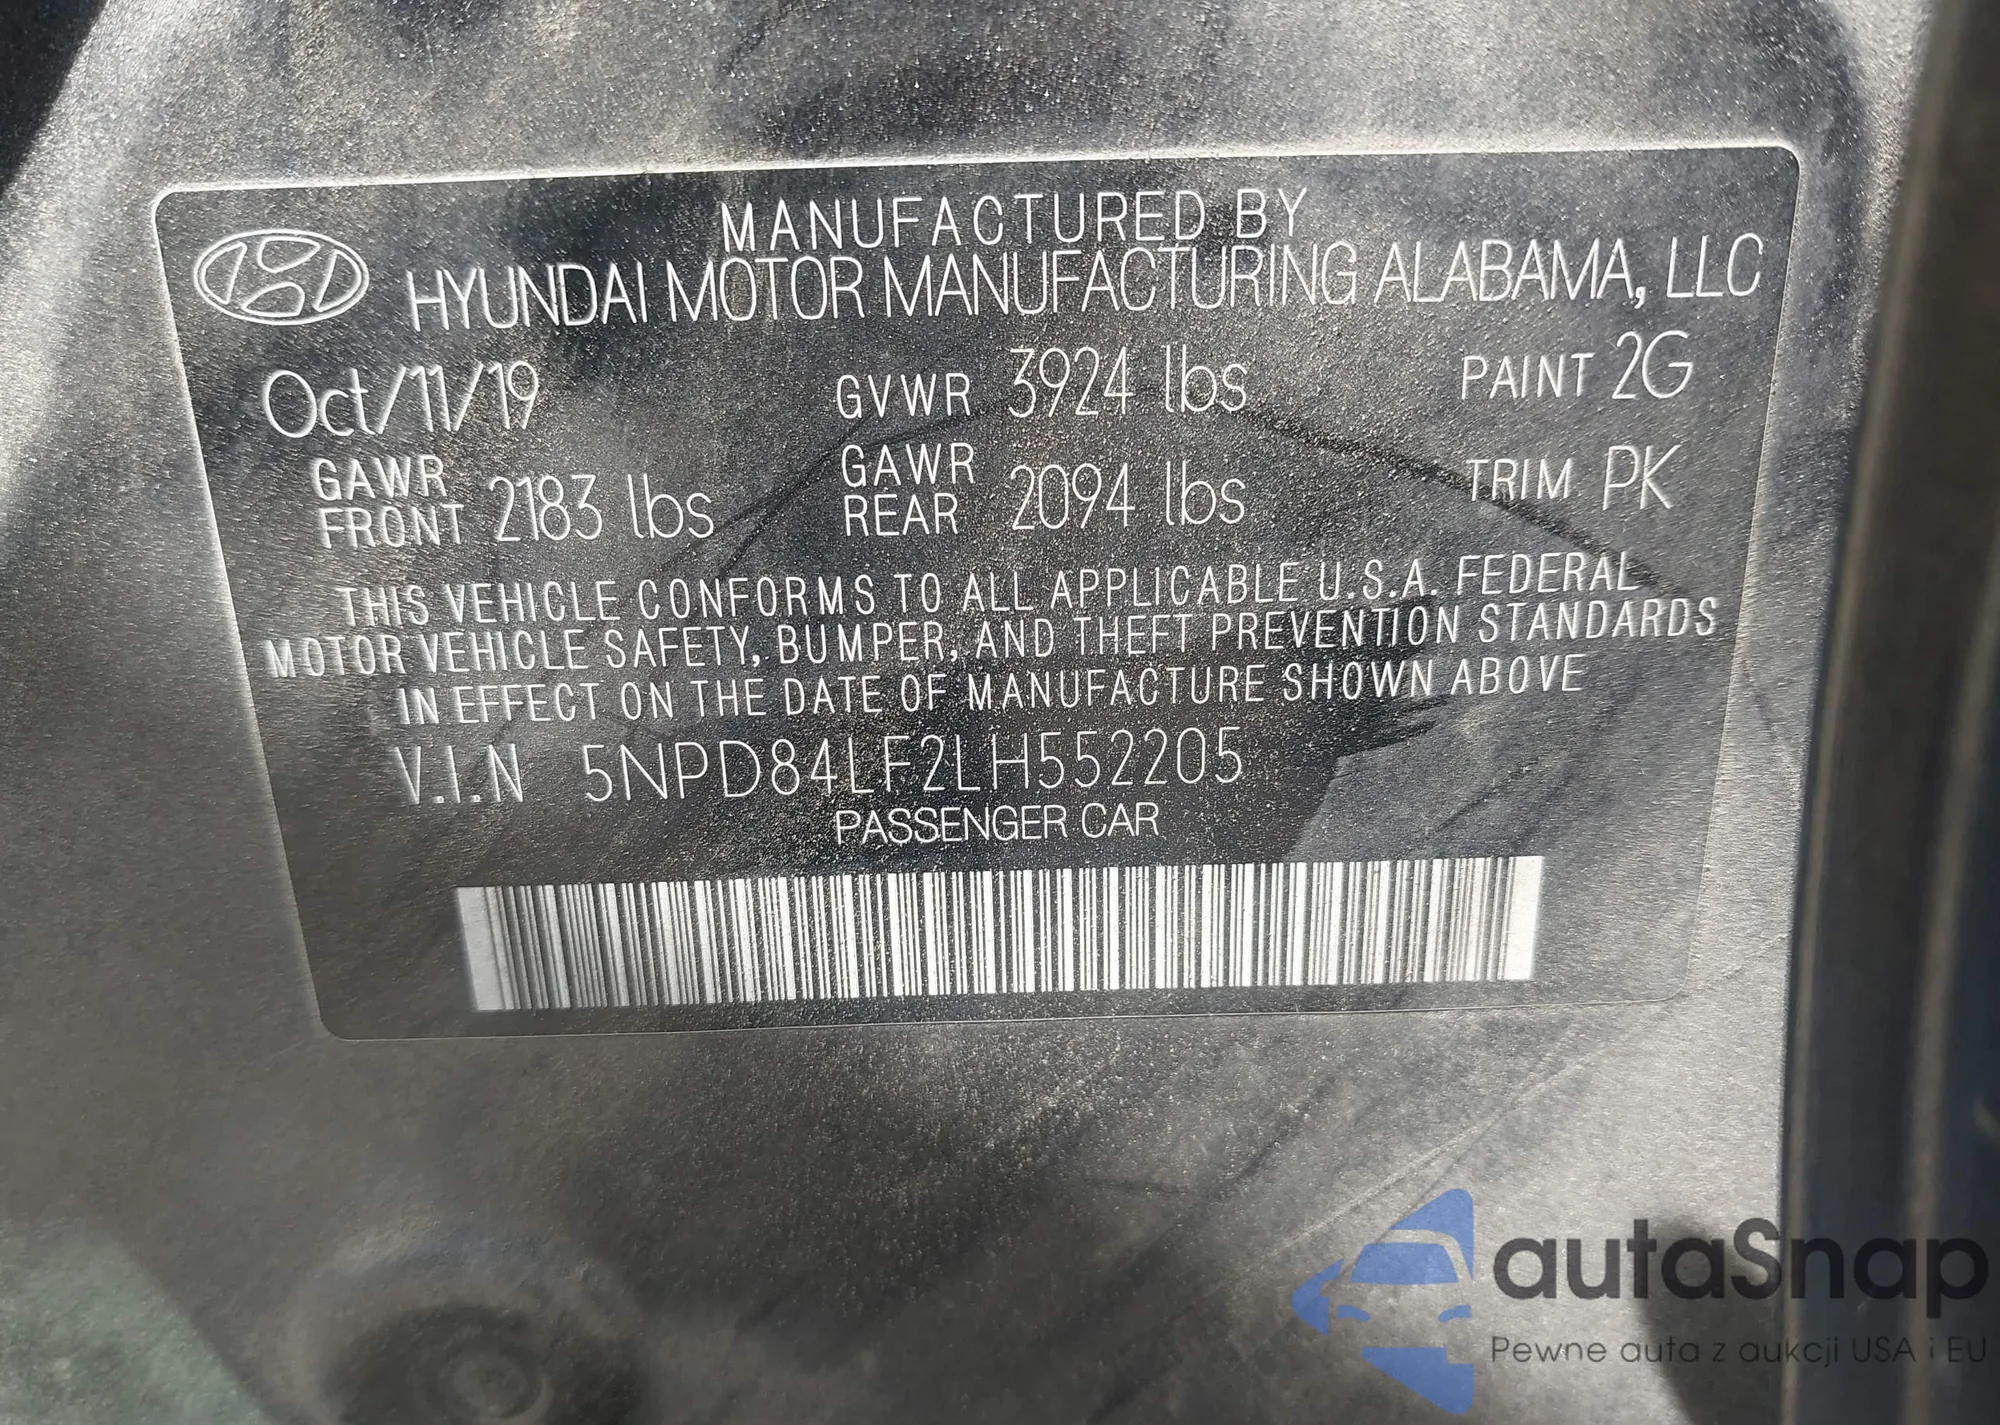 MANUFACTURED BY
HYUNDAI MOTOR MANUFACTURING ALABAMA, LLC
Oct/11/19 GVWR 3924 lbs PAINT 2G
GAWR FRONT 2183 lbs GAWR REAR 2094 lbs TRIM PK
THIS VEHICLE CONFORMS TO ALL APPLICABLE U.S.A. FEDERAL
MOTOR VEHICLE SAFETY, BUMPER, AND THEFT PREVENTION STANDARDS
IN EFFECT ON THE DATE OF MANUFACTURE SHOWN ABOVE
V.I.N 5NPD84LF2LH552205
PASSENGER CAR
autaSnap
Pewne auta z aukcji USA i EU